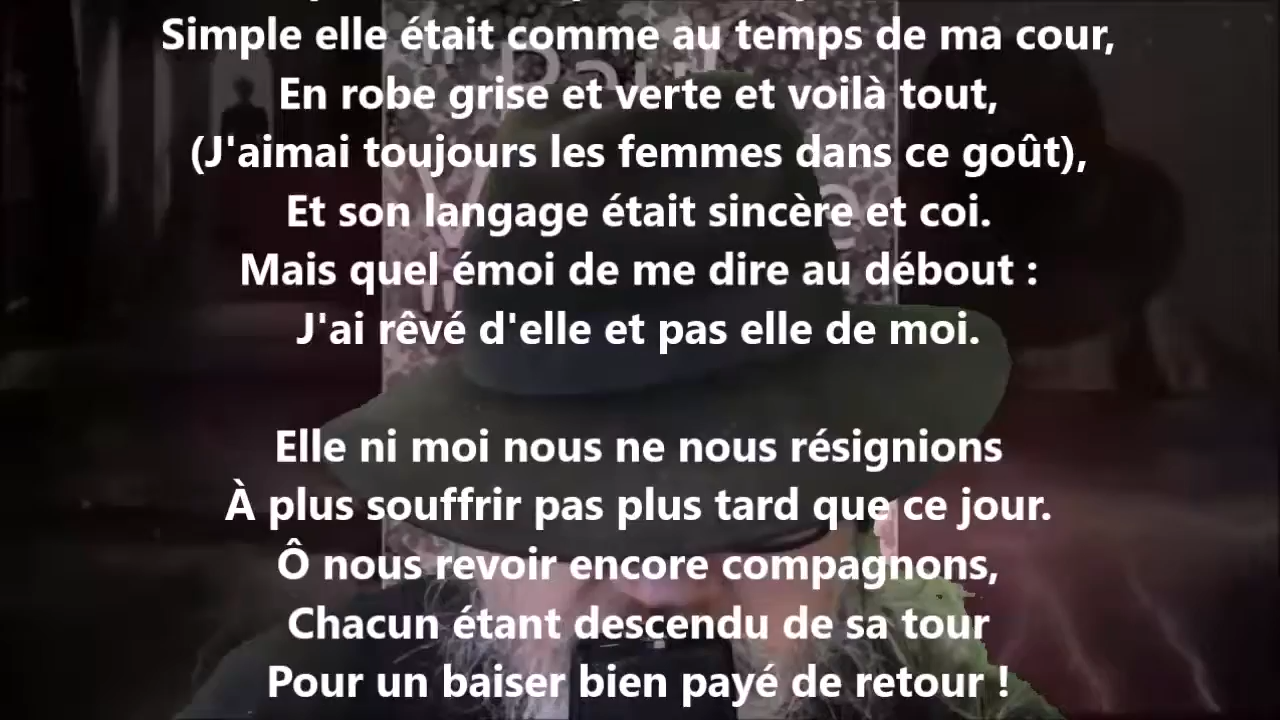 Simple elle était comme au temps de ma cour,
En robe grise et verte et voilà tout,
(J'aimai toujours les femmes dans ce goût),
Et son langage était sincère et coi.
Mais quel émoi de me dire au débout :
J'ai rêvé d'elle et pas elle de moi.
Elle ni moi nous ne nous résignions
À plus souffrir pas plus tard que ce jour.
Ô nous revoir encore compagnons,
Chacun étant descendu de sa tour
Pour un baiser bien payé de retour !
" Paul